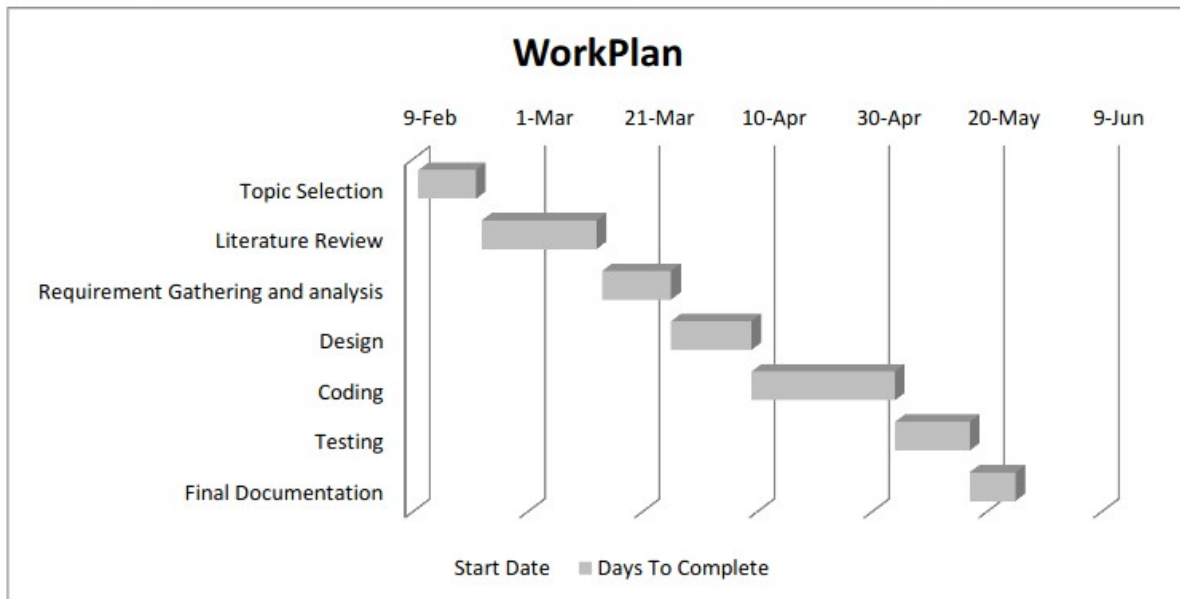 WorkPlan
9-Feb 1-Mar 21-Mar 10-Apr 30-Apr 20-May 9-Jun
Topic Selection
Literature Review
Requirement Gathering and analysis
Design
Coding
Testing
Final Documentation
Start Date Days To Complete